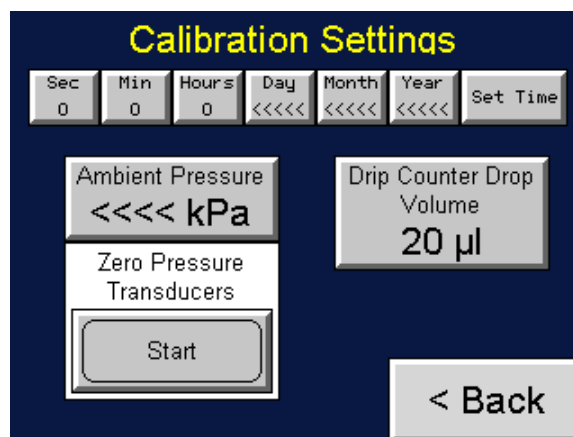 Calibration Settings
Sec Min Hours Day Month Year Set Time
0 0 0 <<<<< <<<<< <<<<<
Ambient Pressure
<<<< kPa
Zero Pressure
Transducers
Start
Drip Counter Drop
Volume
20 µl
< Back